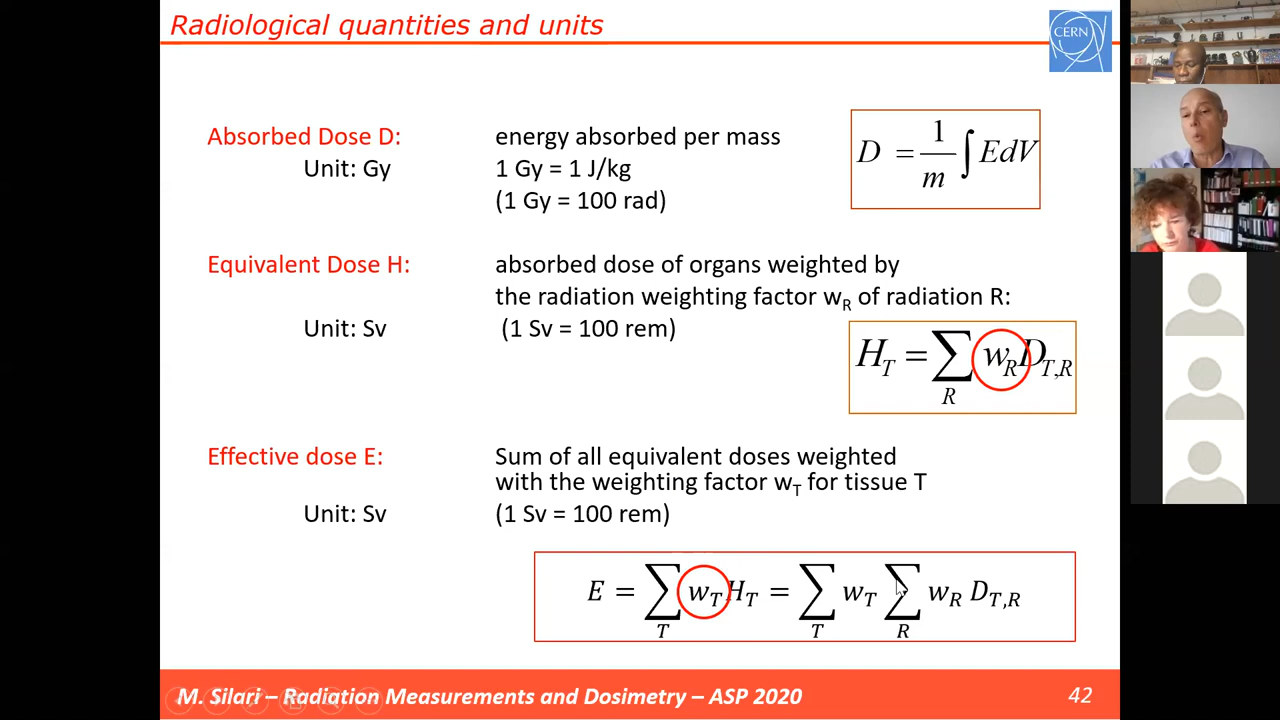 Radiological quantities and units
CERN
Absorbed Dose D: energy absorbed per mass
Unit: Gy 1 Gy = 1 J/kg
(1 Gy = 100 rad)
D = 1/m ∫ EdV
Equivalent Dose H: absorbed dose of organs weighted by
the radiation weighting factor w_R of radiation R:
Unit: Sv (1 Sv = 100 rem)
H_T = ∑_R w_R D_T,R
Effective dose E: Sum of all equivalent doses weighted
with the weighting factor w_T for tissue T
Unit: Sv (1 Sv = 100 rem)
E = ∑_T w_T H_T = ∑_T w_T ∑_R w_R D_T,R
M. Silari – Radiation Measurements and Dosimetry – ASP 2020 42